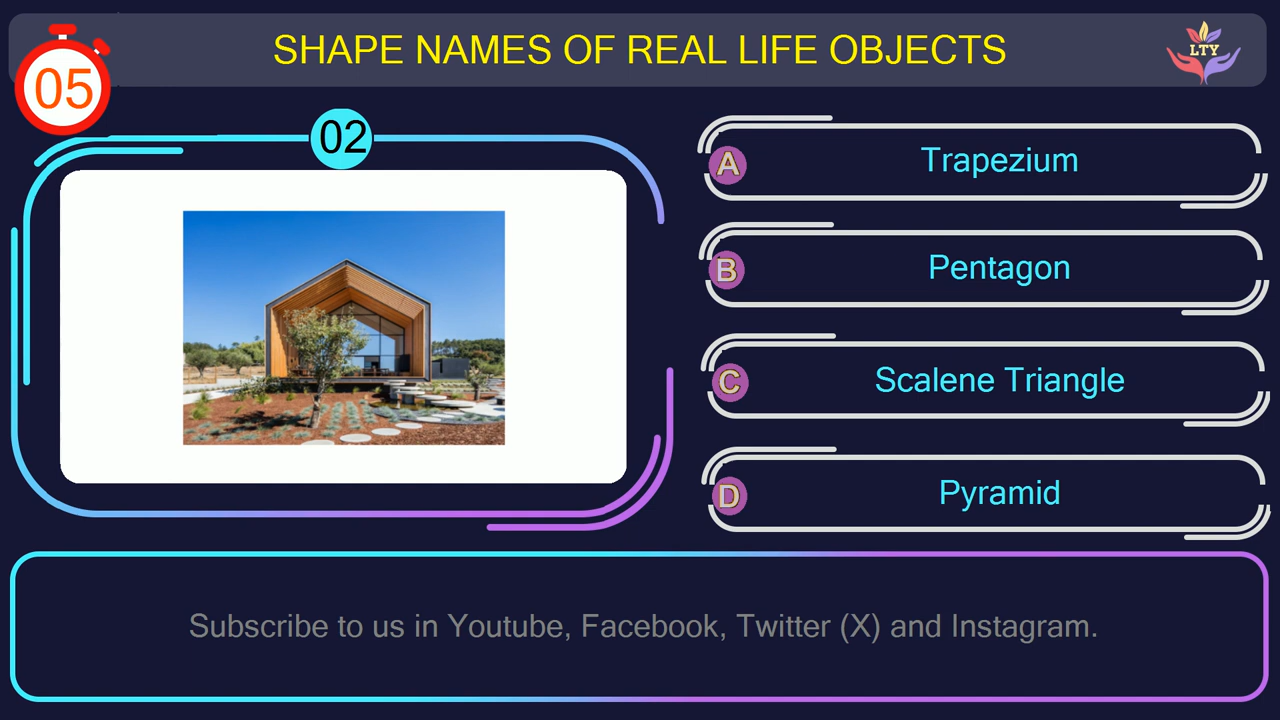 SHAPE NAMES OF REAL LIFE OBJECTS
LTY
05
02
A
Trapezium
B
Pentagon
C
Scalene Triangle
D
Pyramid
Subscribe to us in Youtube, Facebook, Twitter (X) and Instagram.